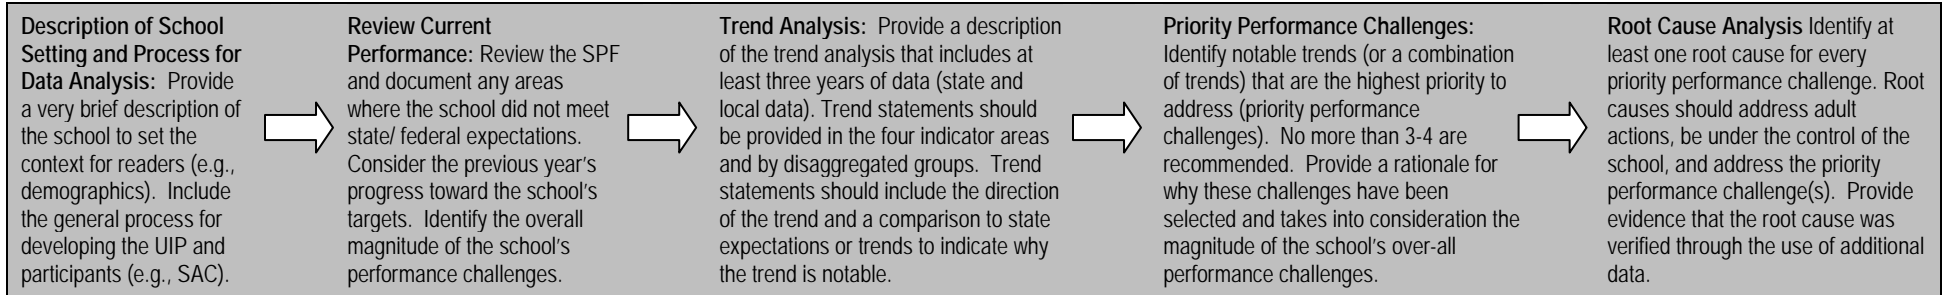 Description of School
Setting and Process for
Data Analysis: Provide
a very brief description of
the school to set the
context for readers (e.g.,
demographics). Include
the general process for
developing the UIP and
participants (e.g., SAC).
Review Current
Performance: Review the SPF
and document any areas
where the school did not meet
state/ federal expectations.
Consider the previous year's
progress toward the school's
targets. Identify the overall
magnitude of the school's
performance challenges.
Trend Analysis: Provide a description
of the trend analysis that includes at
least three years of data (state and
local data). Trend statements should
be provided in the four indicator areas
and by disaggregated groups. Trend
statements should include the direction
of the trend and a comparison to state
expectations or trends to indicate why
the trend is notable.
Priority Performance Challenges:
Identify notable trends (or a combination
of trends) that are the highest priority to
address (priority performance
challenges). No more than 3-4 are
recommended. Provide a rationale for
why these challenges have been
selected and takes into consideration the
magnitude of the school's over-all
performance challenges.
Root Cause Analysis Identify at
least one root cause for every
priority performance challenge. Root
causes should address adult
actions, be under the control of the
school, and address the priority
performance challenge(s). Provide
evidence that the root cause was
verified through the use of additional
data.